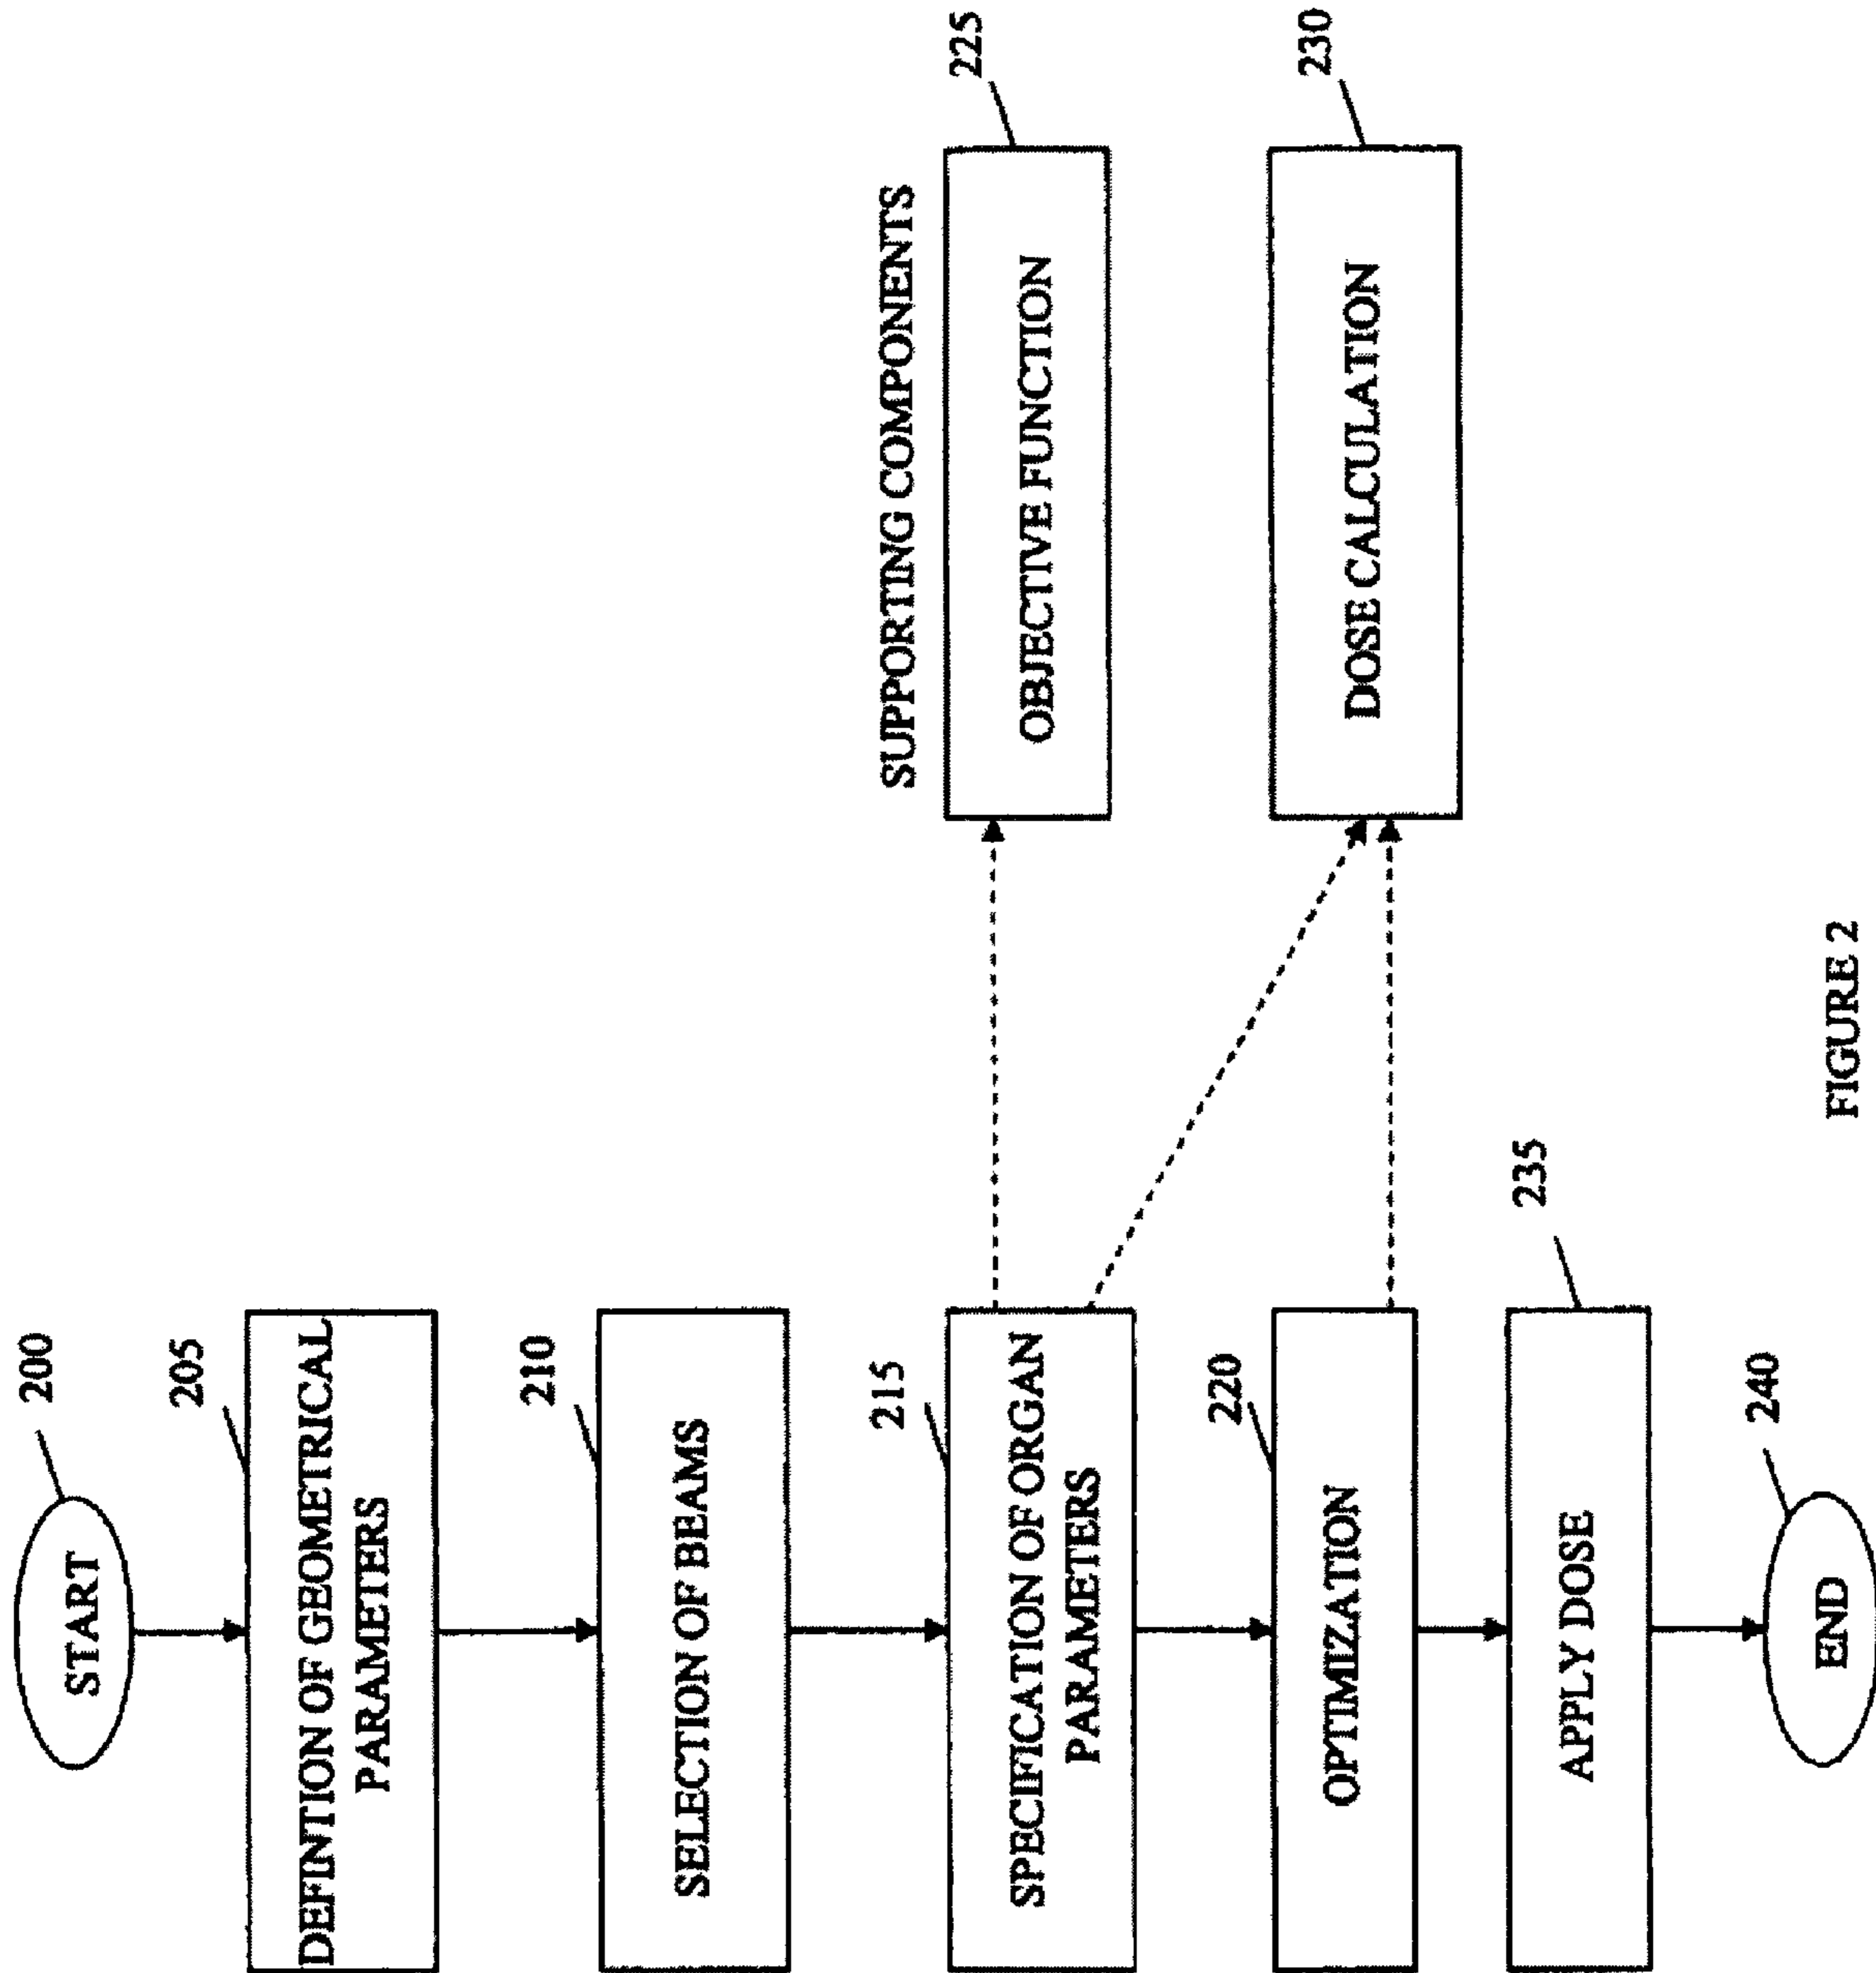 START
200
205
DEFINTION OF GEOMETRICAL
PARAMETERS
210
SELECTION OF BEAMS
215
SPECIFICATION OF ORGAN
PARAMETERS
220
OPTIMIZATION
235
APPLY DOSE
240
END
SUPPORTING COMPONENTS
225
OBJECTIVE FUNCTION
230
DOSE CALCULATION
FIGURE 2